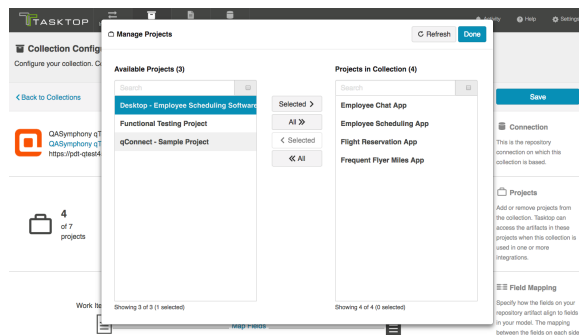 TASKTOP
Activity
Help
Settings
Manage Projects
Refresh
Done
Collection Config
Configure your collection.
Available Projects (3)
Projects in Collection (4)
Search
Search
Back to Collections
Save
Desktop - Employee Scheduling Software
Functional Testing Project
qConnect - Sample Project
Selected
All
Selected
All
Employee Chat App
Employee Scheduling App
Flight Reservation App
Frequent Flyer Miles App
QASymphony qT
QASymphony qT
https://pdt-qtest4
Connection
This is the repository
connection on which this
collection is based.
4
of 7
projects
Projects
Add or remove projects from
the collection. Tasktop can
access the artifacts in these
projects when this collection is
used in one or more
integrations.
Field Mapping
Specify how the fields on your
repository artifact align to fields
in your model. The mapping
between the fields on each side
Showing 3 of 3 (1 selected)
Showing 4 of 4 (0 selected)
Work Ite
Map Fields